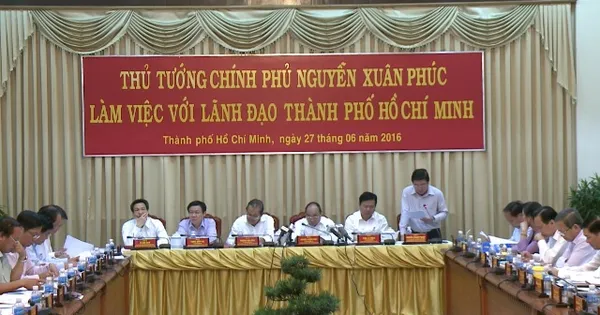 THỦ TƯỚNG CHÍNH PHỦ NGUYỄN XUÂN PHÚC
LÀM VIỆC VỚI LÃNH ĐẠO THÀNH PHỐ HỒ CHÍ MINH
Thành phố Hồ Chí Minh, ngày 27 tháng 06 năm 2016